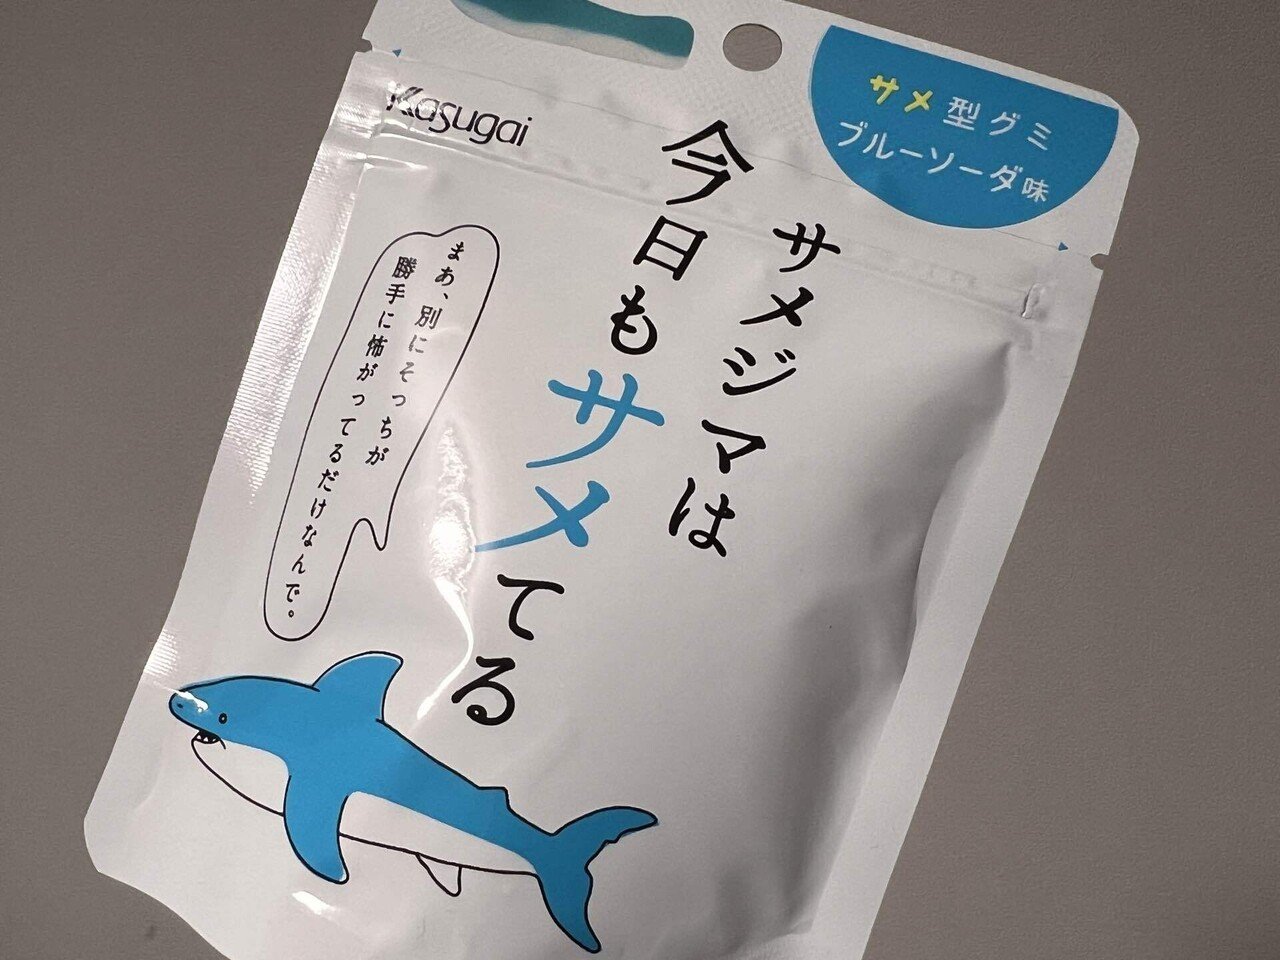 Kasugai
サメ型グミ
ブルーソーダ味
サメジマは
今日もサメてる
まあ、別にそっちが
勝手に怖がってるだけなんで。